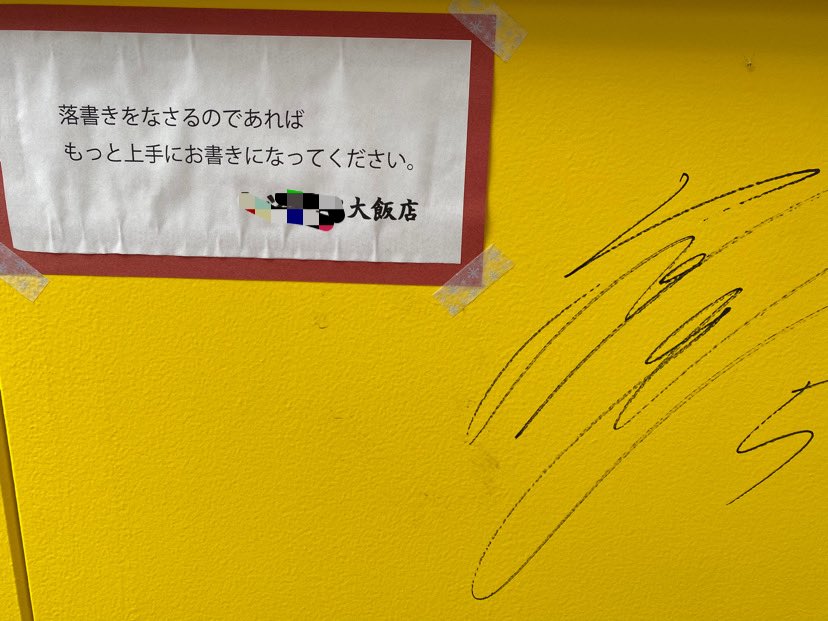 落書きをなさるのであれば
もっと上手にお書きになってください。
大飯店